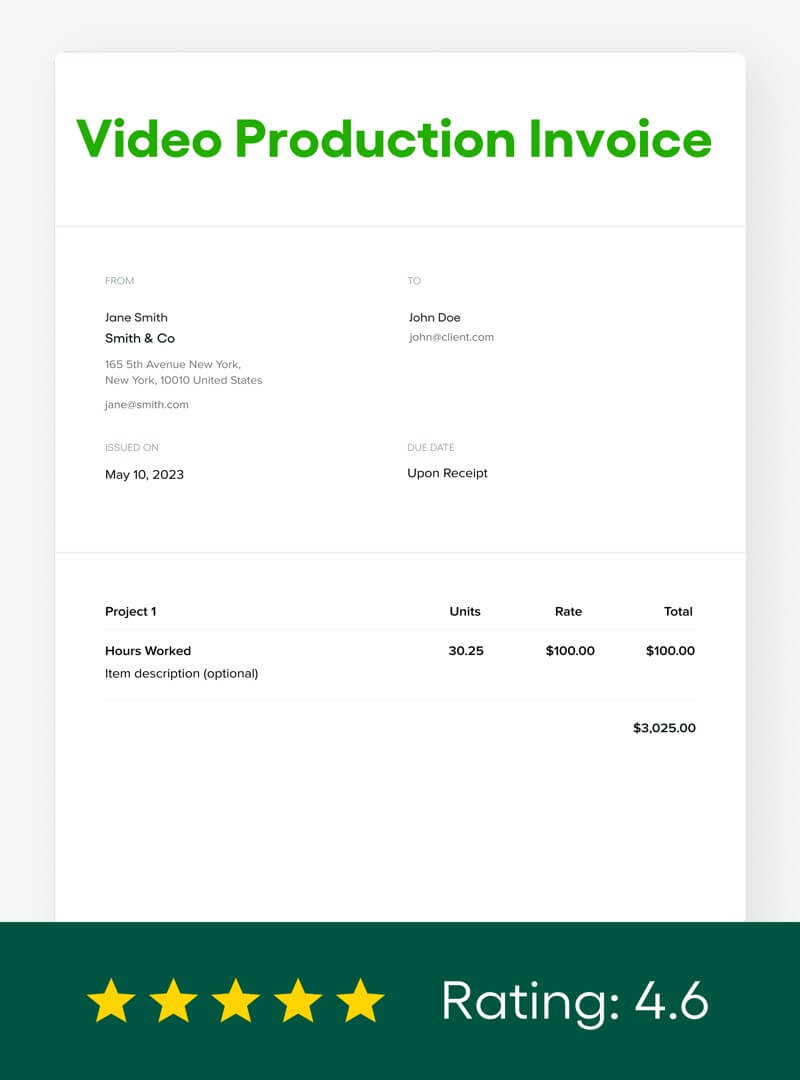 Video Production Invoice
FROM
TO
Jane Smith
John Doe
Smith & Co
john@client.com
165 5th Avenue New York,
New York, 10010 United States
jane@smith.com
ISSUED ON
DUE DATE
May 10, 2023
Upon Receipt
Project 1 Units Rate Total
Hours Worked 30.25 $100.00 $100.00
Item description (optional)
$3,025.00
Rating: 4.6